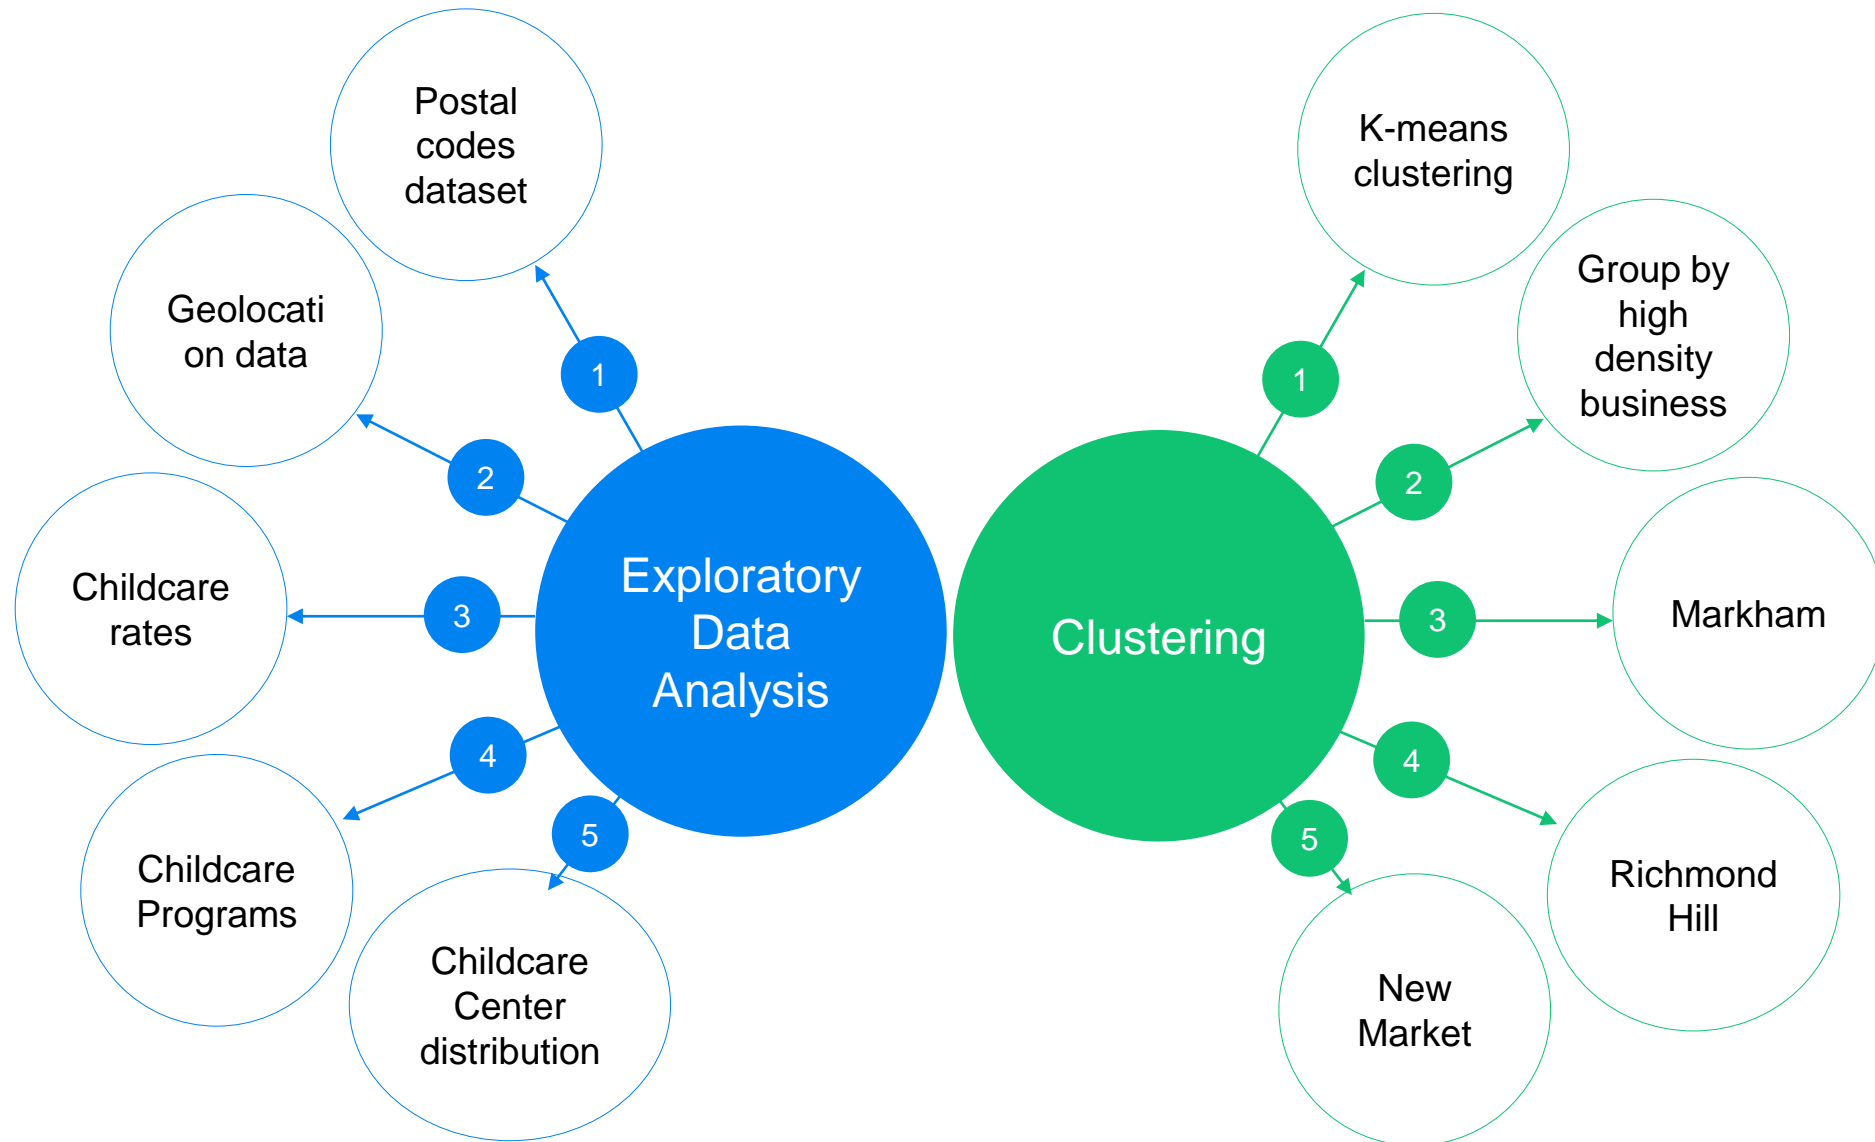 Postal
codes
dataset
Geolocati
on data
Childcare
rates
Childcare
Programs
Childcare
Center
distribution
1
2
3
4
5
Exploratory
Data
Analysis
Clustering
1
2
3
4
5
K-means
clustering
Group by
high
density
business
Markham
Richmond
Hill
New
Market